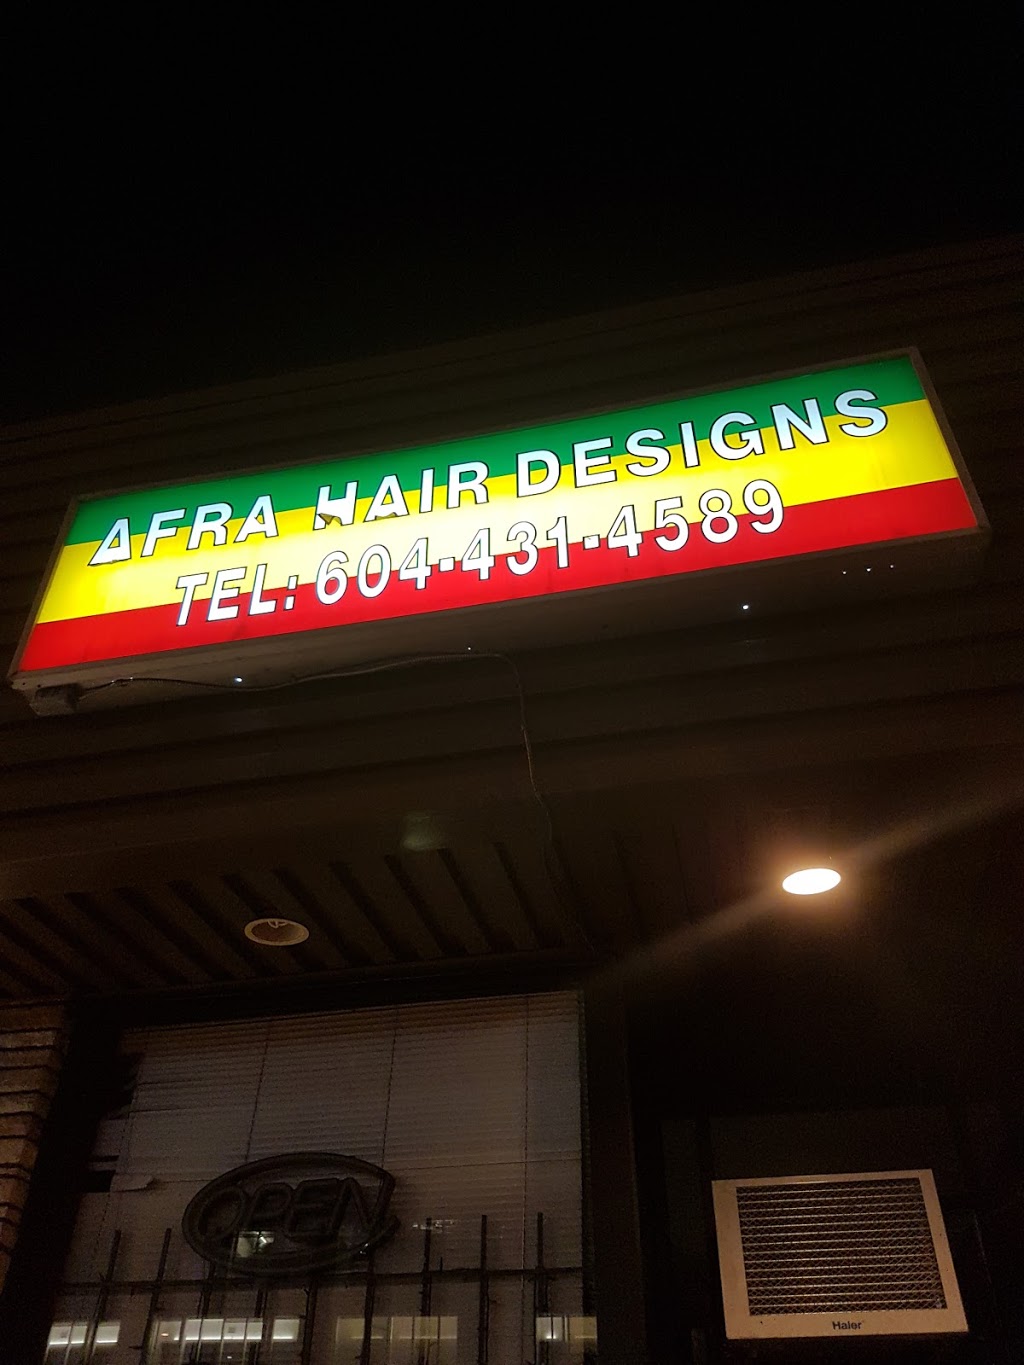 AFRA HAIR DESIGNS
TEL: 604-431-4589
OPEN
Haier